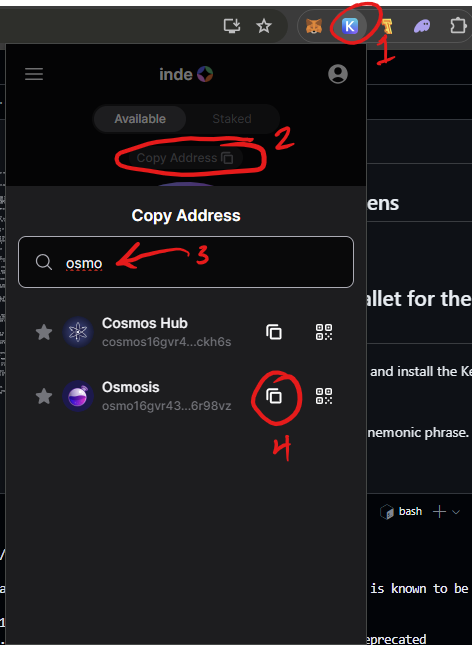 K
1
inde
Available Staked
Copy Address
2
ens
Copy Address
allet for the
osmo
3
Cosmos Hub
cosmos16gvr4...ckh6s
and install the Ke
Osmosis
osmo16gvr43...6r98vz
nemonic phrase.
4
bash
is known to be
eprecated